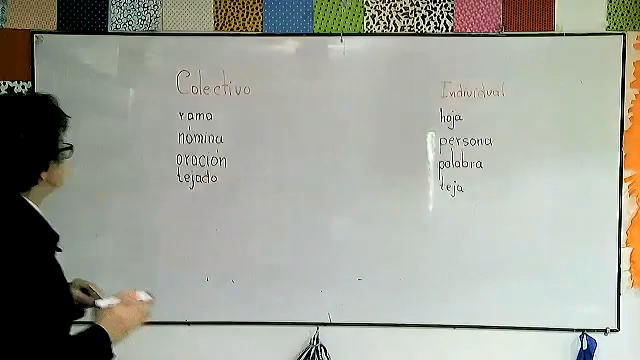 Colectivo
rama
nómina
oración
tejado
Individual
hoja
persona
palabra
teja